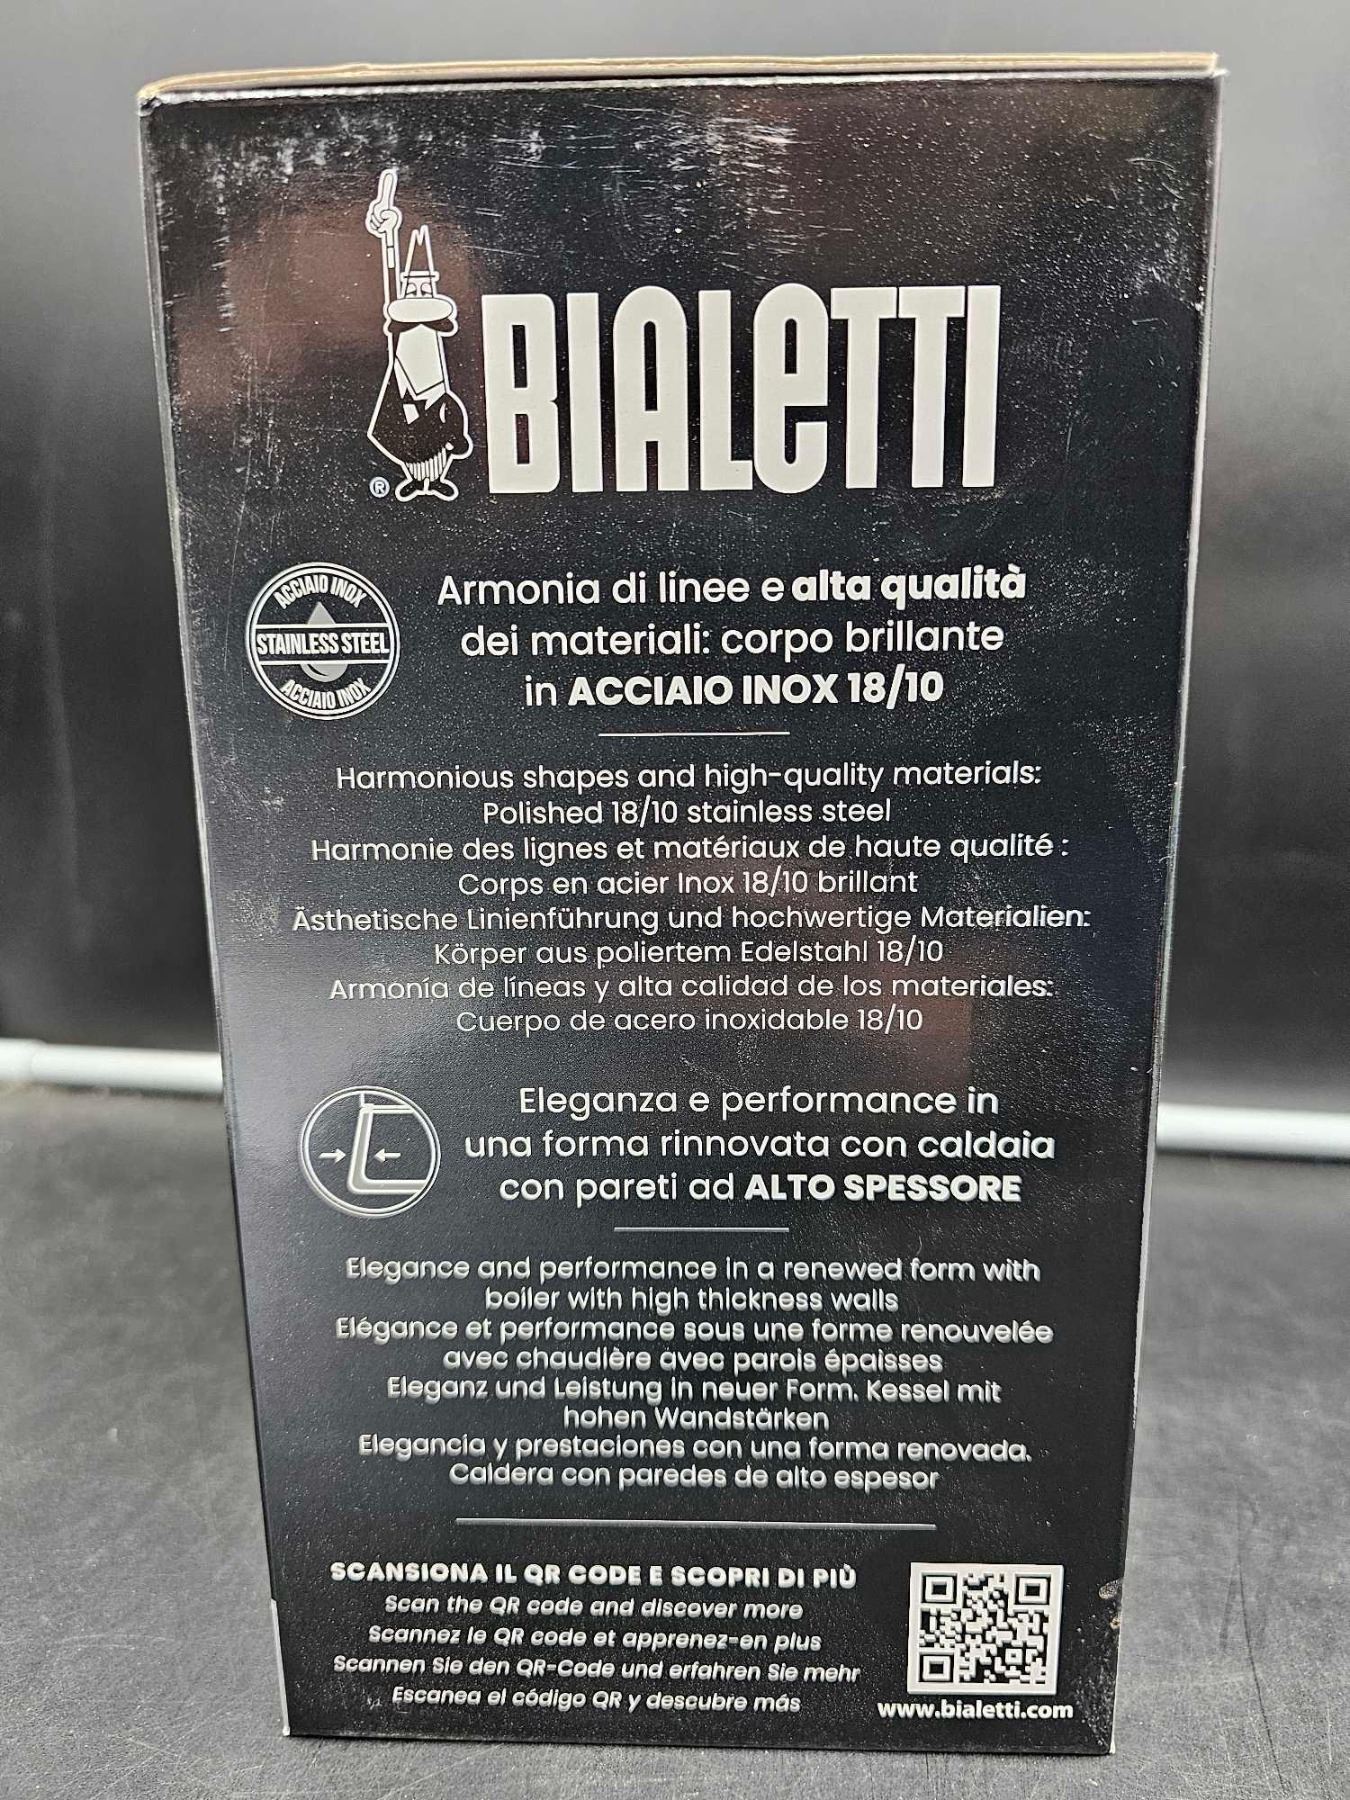 BIALeTTI
®
ACCIAIO INOX
STAINLESS STEEL
ACCIAIO INOX
Armonia di linee e alta qualità
dei materiali: corpo brillante
in ACCIAIO INOX 18/10
Harmonious shapes and high-quality materials:
Polished 18/10 stainless steel
Harmonie des lignes et matériaux de haute qualité :
Corps en acier Inox 18/10 brillant
Ästhetische Linienführung und hochwertige Materialien:
Körper aus poliertem Edelstahl 18/10
Armonía de líneas y alta calidad de los materiales:
Cuerpo de acero inoxidable 18/10
Eleganza e performance in
una forma rinnovata con caldaia
con pareti ad ALTO SPESSORE
Elegance and performance in a renewed form with
boiler with high thickness walls
Elégance et performance sous une forme renouvelée
avec chaudière avec parois épaisses
Eleganz und Leistung in neuer Form. Kessel mit
hohen Wandstärken
Elegancia y prestaciones con una forma renovada.
Caldera con paredes de alto espesor
SCANSIONA IL QR CODE E SCOPRI DI PIÙ
Scan the QR code and discover more
Scannez le QR code et apprenez-en plus
Scannen Sie den QR-Code und erfahren Sie mehr
Escanea el código QR y descubre más
www.bialetti.com